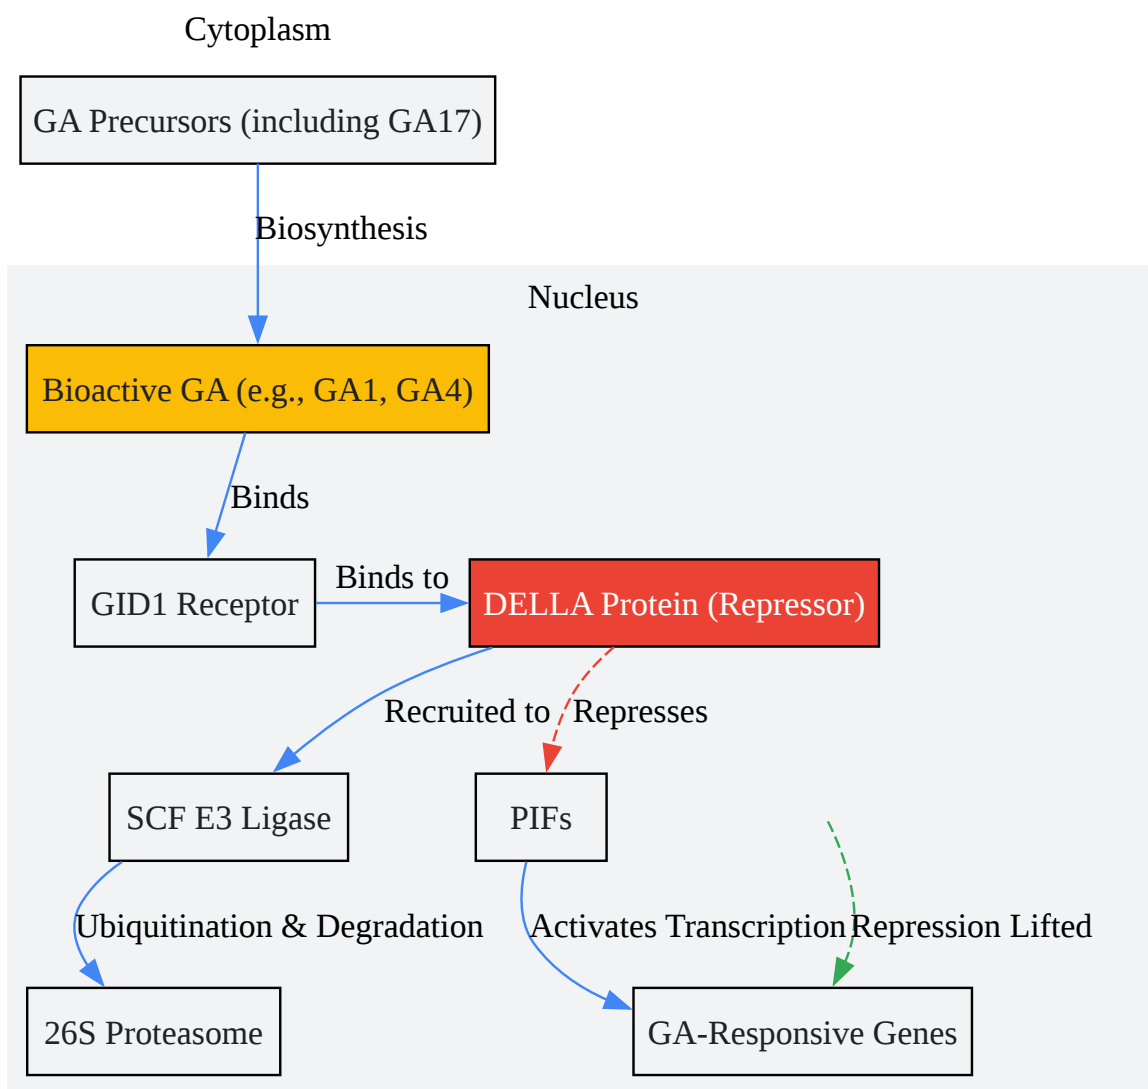 Cytoplasm
GA Precursors (including GA17)
Biosynthesis
Nucleus
Bioactive GA (e.g., GA1, GA4)
Binds
GID1 Receptor
Binds to
DELLA Protein (Repressor)
Recruited to
Represses
SCF E3 Ligase
PIFs
Ubiquitination & Degradation
Activates Transcription
Repression Lifted
26S Proteasome
GA-Responsive Genes